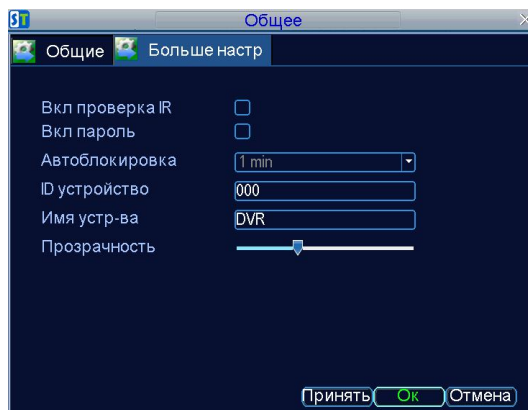 ST Общее
Общие Больше настр
Вкл проверка IR
Вкл пароль
Автоблокировка 1 min
ID устройство 000
Имя устр-ва DVR
Прозрачность
Принять Ок Отмена